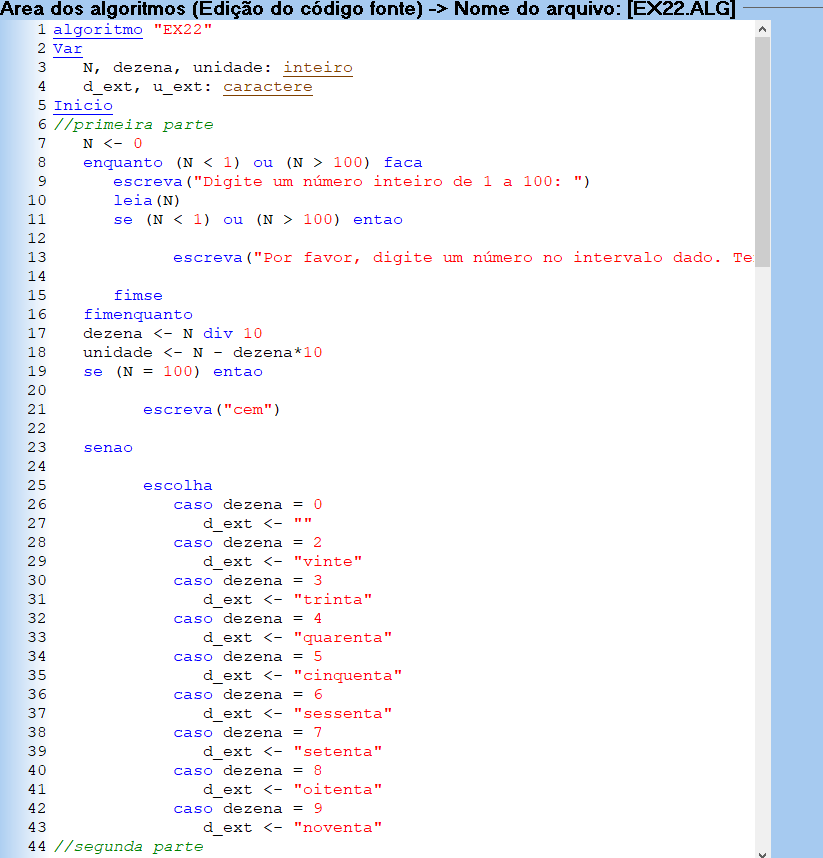 Area dos algoritmos (Edição do código fonte) -> Nome do arquivo: [EX22.ALG]
1 algoritmo "EX22"
2 Var
3 N, dezena, unidade: inteiro
4 d_ext, u_ext: caractere
5 Inicio
6 //primeira parte
7 N <- 0
8 enquanto (N < 1) ou (N > 100) faca
9 escreva("Digite um número inteiro de 1 a 100: ")
10 leia(N)
11 se (N < 1) ou (N > 100) entao
12
13 escreva("Por favor, digite um número no intervalo dado. Te
14
15 fimse
16 fimenquanto
17 dezena <- N div 10
18 unidade <- N - dezena*10
19 se (N = 100) entao
20
21 escreva("cem")
22
23 senao
24
25 escolha
26 caso dezena = 0
27 d_ext <- ""
28 caso dezena = 2
29 d_ext <- "vinte"
30 caso dezena = 3
31 d_ext <- "trinta"
32 caso dezena = 4
33 d_ext <- "quarenta"
34 caso dezena = 5
35 d_ext <- "cinquenta"
36 caso dezena = 6
37 d_ext <- "sessenta"
38 caso dezena = 7
39 d_ext <- "setenta"
40 caso dezena = 8
41 d_ext <- "oitenta"
42 caso dezena = 9
43 d_ext <- "noventa"
44 //segunda parte